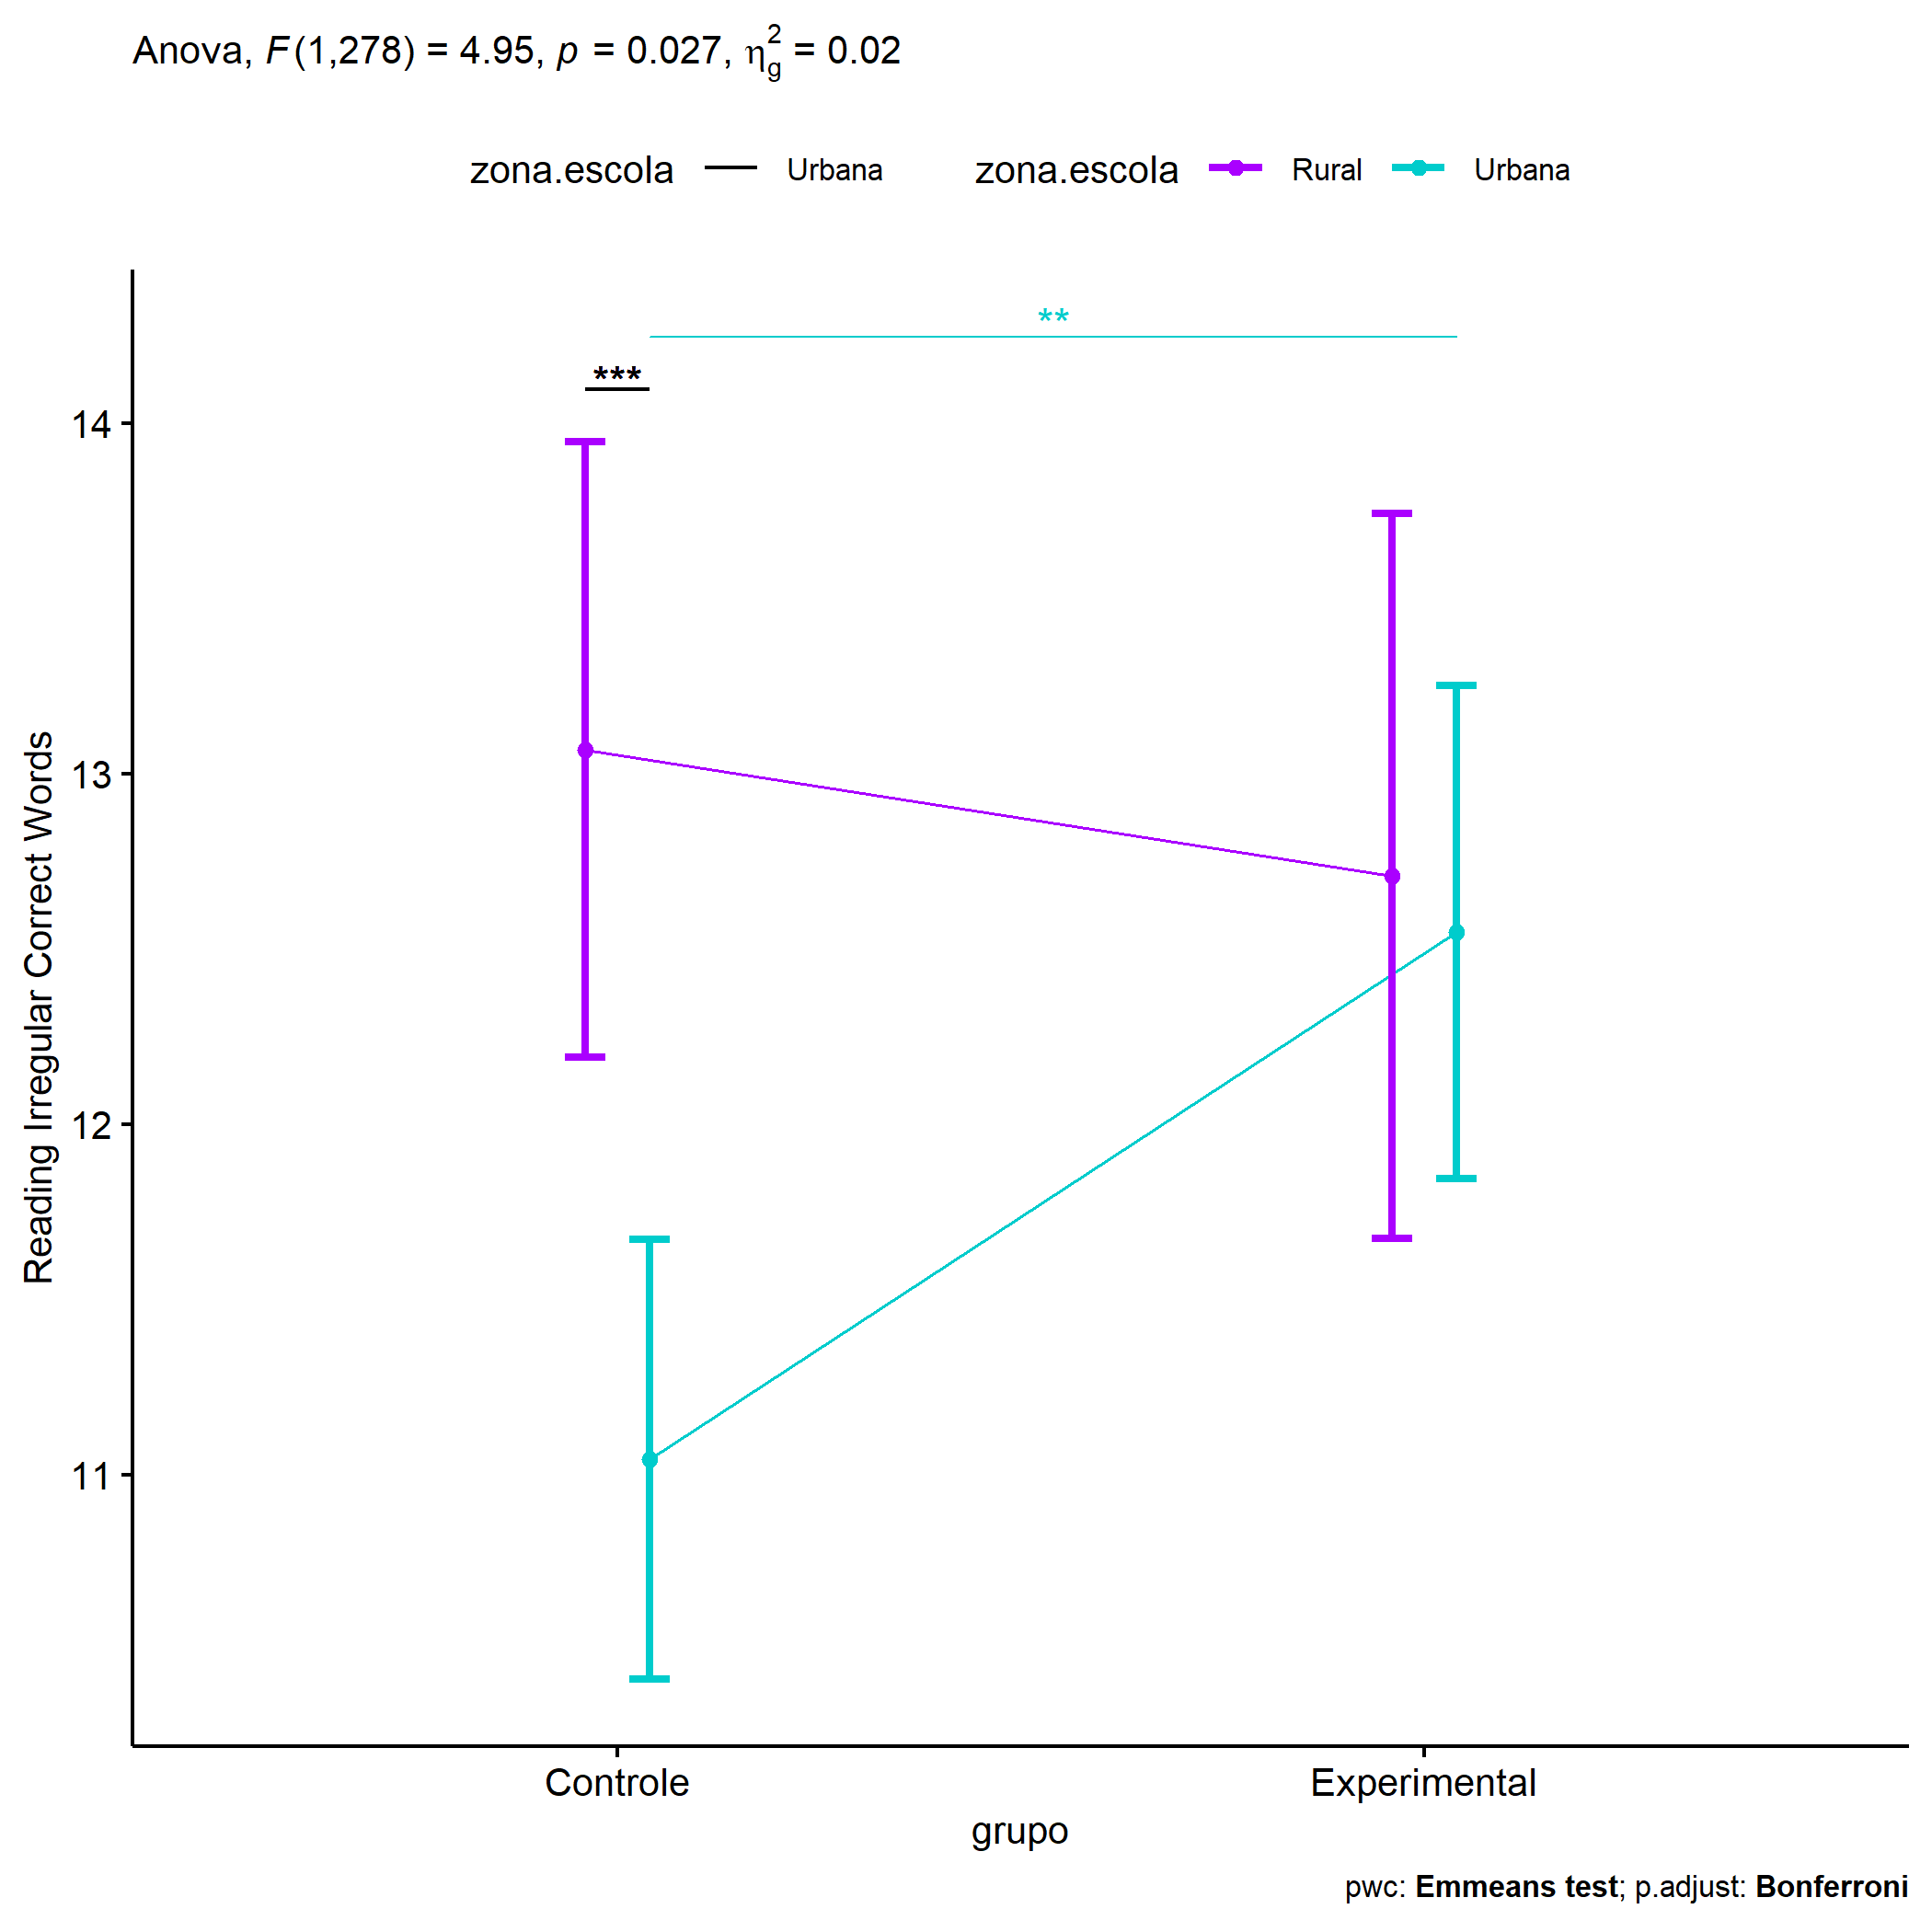 Anova, F(1,278) = 4.95, p = 0.027, η²g = 0.02
zona.escola Urbana zona.escola Rural Urbana
**
***
14
13
12
11
Reading Irregular Correct Words
Controle Experimental
grupo
pwc: Emmeans test; p.adjust: Bonferroni